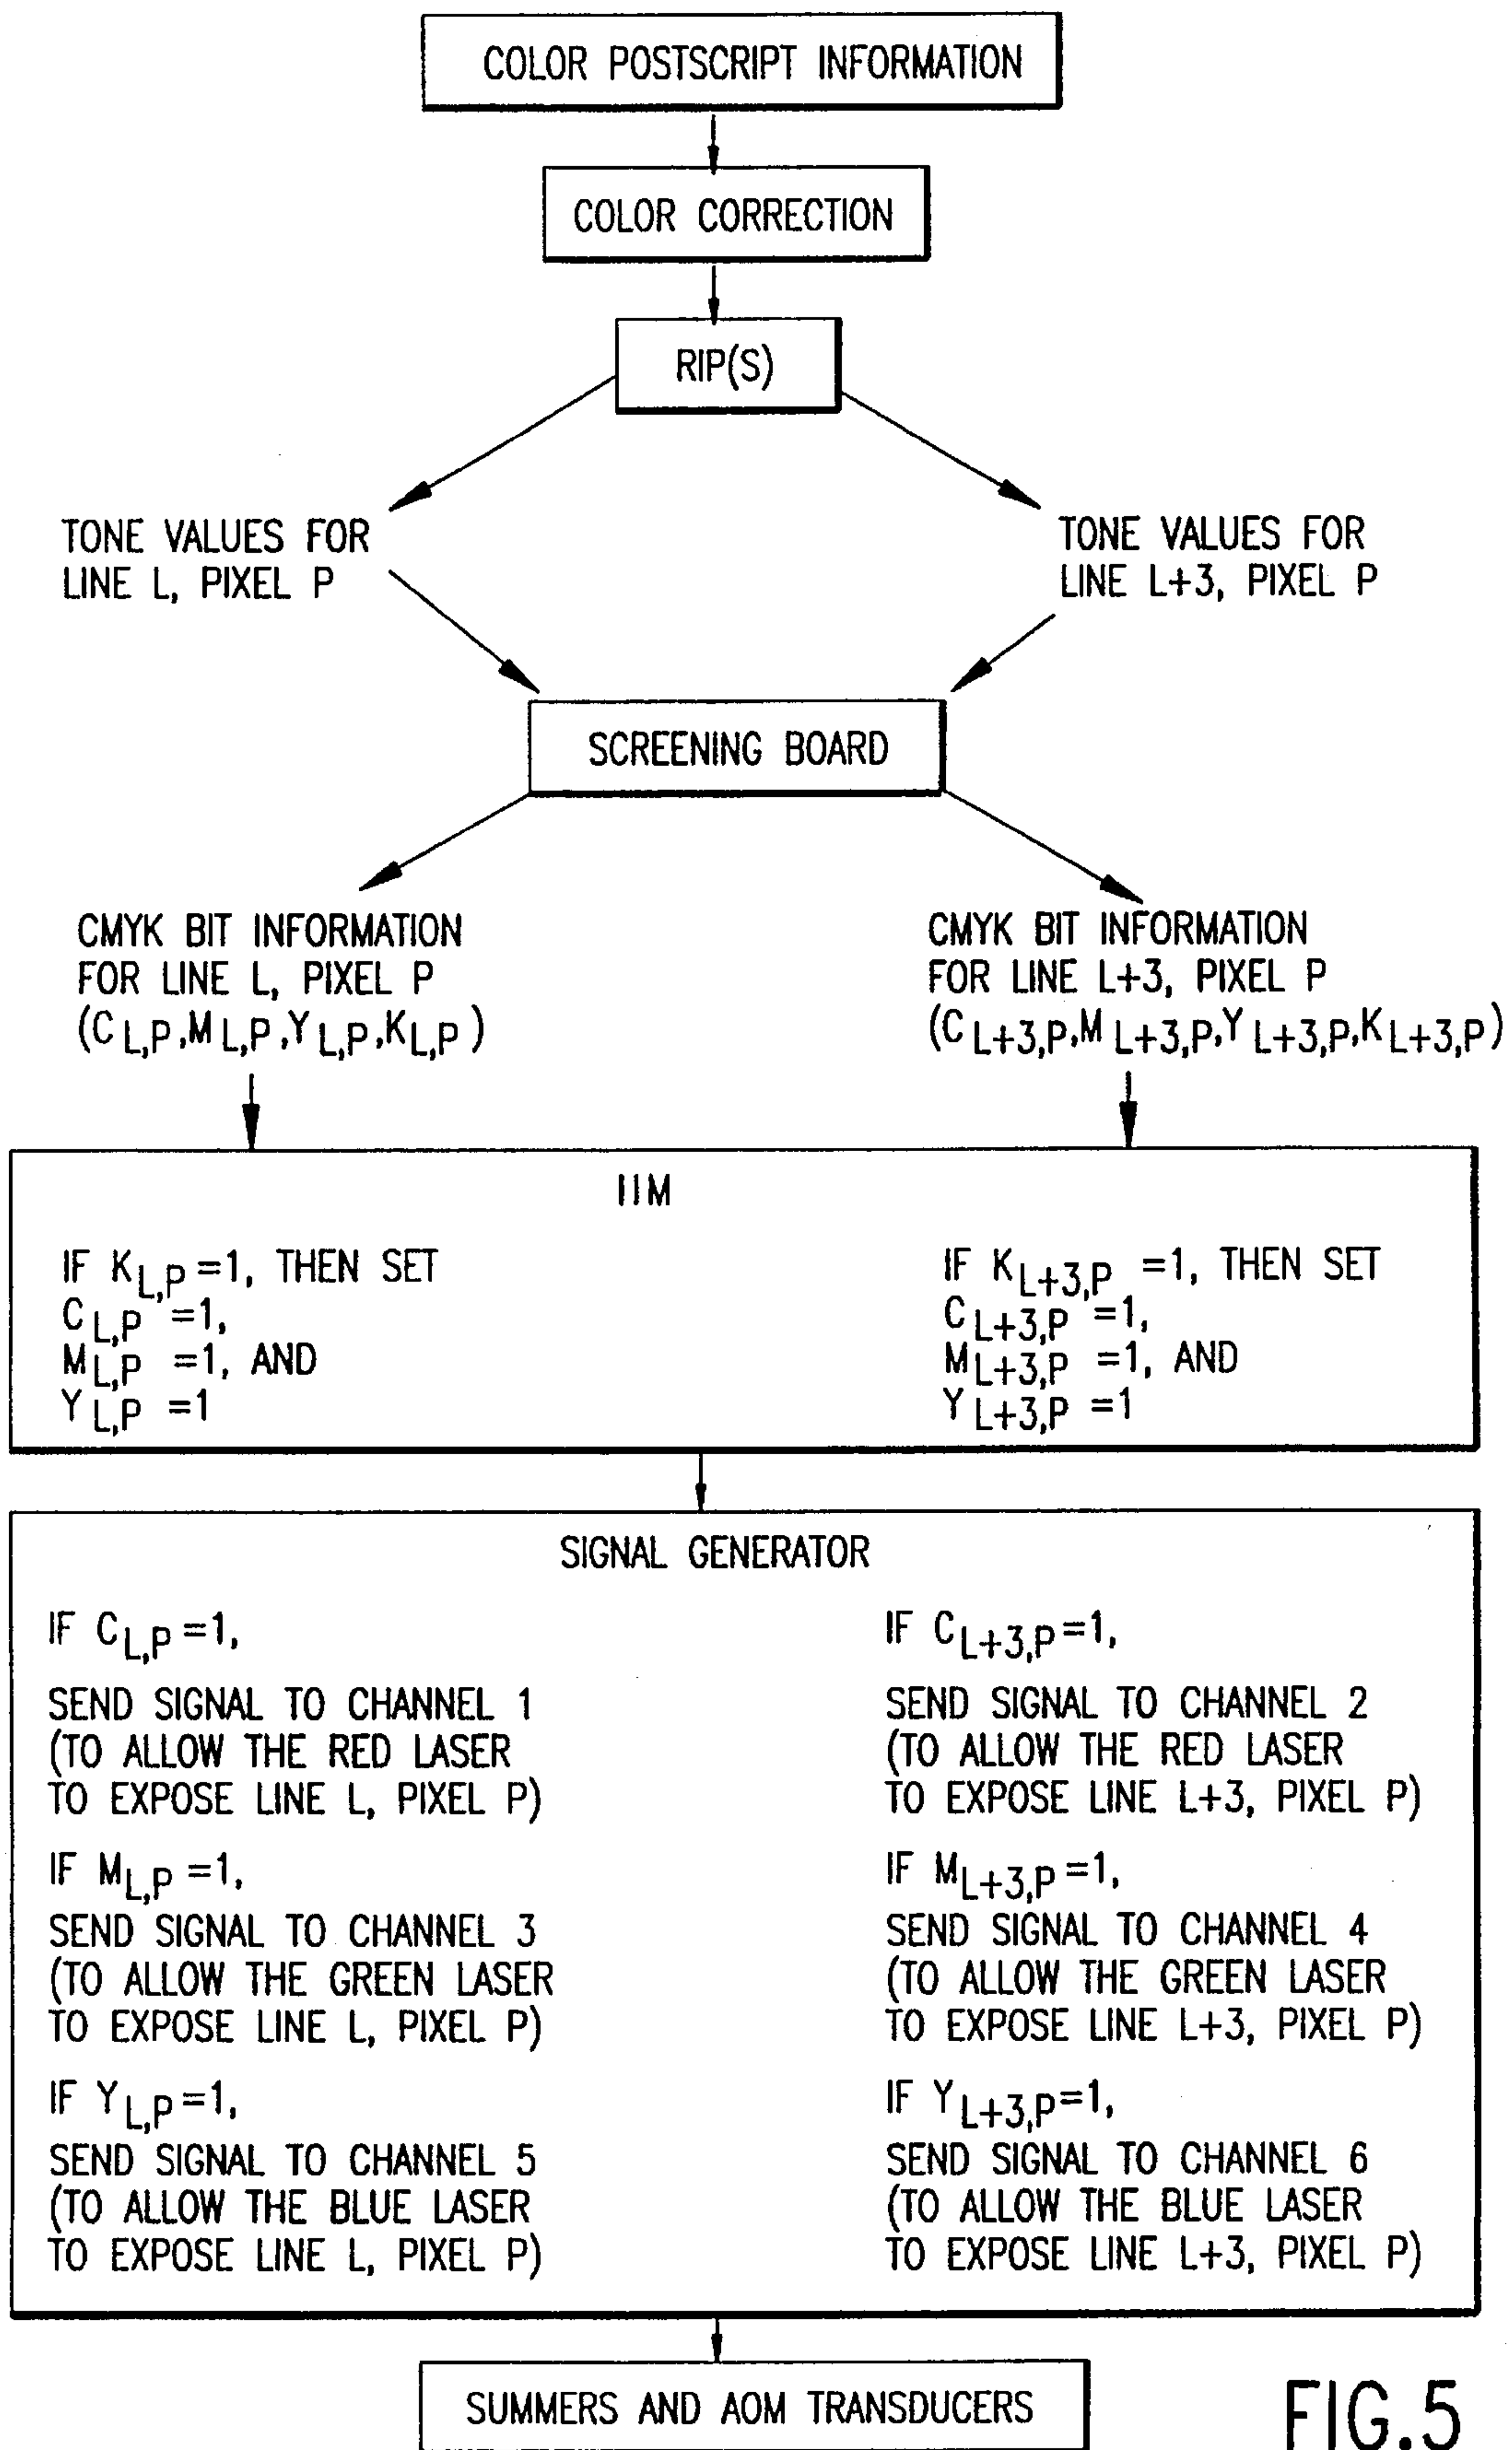 COLOR POSTSCRIPT INFORMATION
COLOR CORRECTION
RIP(S)
TONE VALUES FOR
LINE L, PIXEL P
TONE VALUES FOR
LINE L+3, PIXEL P
SCREENING BOARD
CMYK BIT INFORMATION
FOR LINE L, PIXEL P
(C L,P,M L,P,Y L,P,K L,P)
CMYK BIT INFORMATION
FOR LINE L+3, PIXEL P
(C L+3,P,M L+3,P,Y L+3,P,K L+3,P)
IIM
IF K L,P =1, THEN SET
C L,P =1,
M L,P =1, AND
Y L,P =1
IF K L+3,P =1, THEN SET
C L+3,P =1,
M L+3,P =1, AND
Y L+3,P =1
SIGNAL GENERATOR
IF C L,P =1,
SEND SIGNAL TO CHANNEL 1
(TO ALLOW THE RED LASER
TO EXPOSE LINE L, PIXEL P)
IF M L,P =1,
SEND SIGNAL TO CHANNEL 3
(TO ALLOW THE GREEN LASER
TO EXPOSE LINE L, PIXEL P)
IF Y L,P =1,
SEND SIGNAL TO CHANNEL 5
(TO ALLOW THE BLUE LASER
TO EXPOSE LINE L, PIXEL P)
IF C L+3,P =1,
SEND SIGNAL TO CHANNEL 2
(TO ALLOW THE RED LASER
TO EXPOSE LINE L+3, PIXEL P)
IF M L+3,P =1,
SEND SIGNAL TO CHANNEL 4
(TO ALLOW THE GREEN LASER
TO EXPOSE LINE L+3, PIXEL P)
IF Y L+3,P =1,
SEND SIGNAL TO CHANNEL 6
(TO ALLOW THE BLUE LASER
TO EXPOSE LINE L+3, PIXEL P)
SUMMERS AND AOM TRANSDUCERS
FIG.5